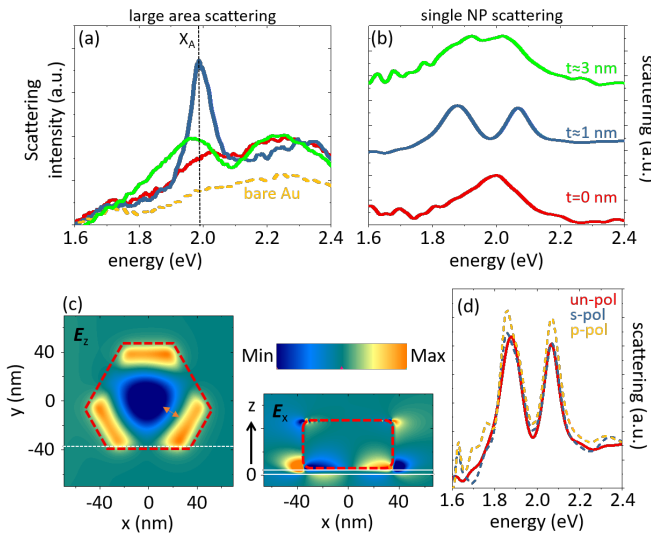 large area scattering
single NP scattering
(a)
X_A
bare Au
Scattering
intensity (a.u.)
1.6 1.8 2.0 2.2 2.4
energy (eV)
(b)
t≈3 nm
t≈1 nm
t=0 nm
scattering (a.u.)
1.6 1.8 2.0 2.2 2.4
energy (eV)
(c)
E_z
40
0
-40
y (nm)
-40 0 40
x (nm)
Min
Max
E_x
z
0
-40 0 40
x (nm)
(d)
un-pol
s-pol
p-pol
scattering (a.u.)
1.6 1.8 2.0 2.2 2.4
energy (eV)